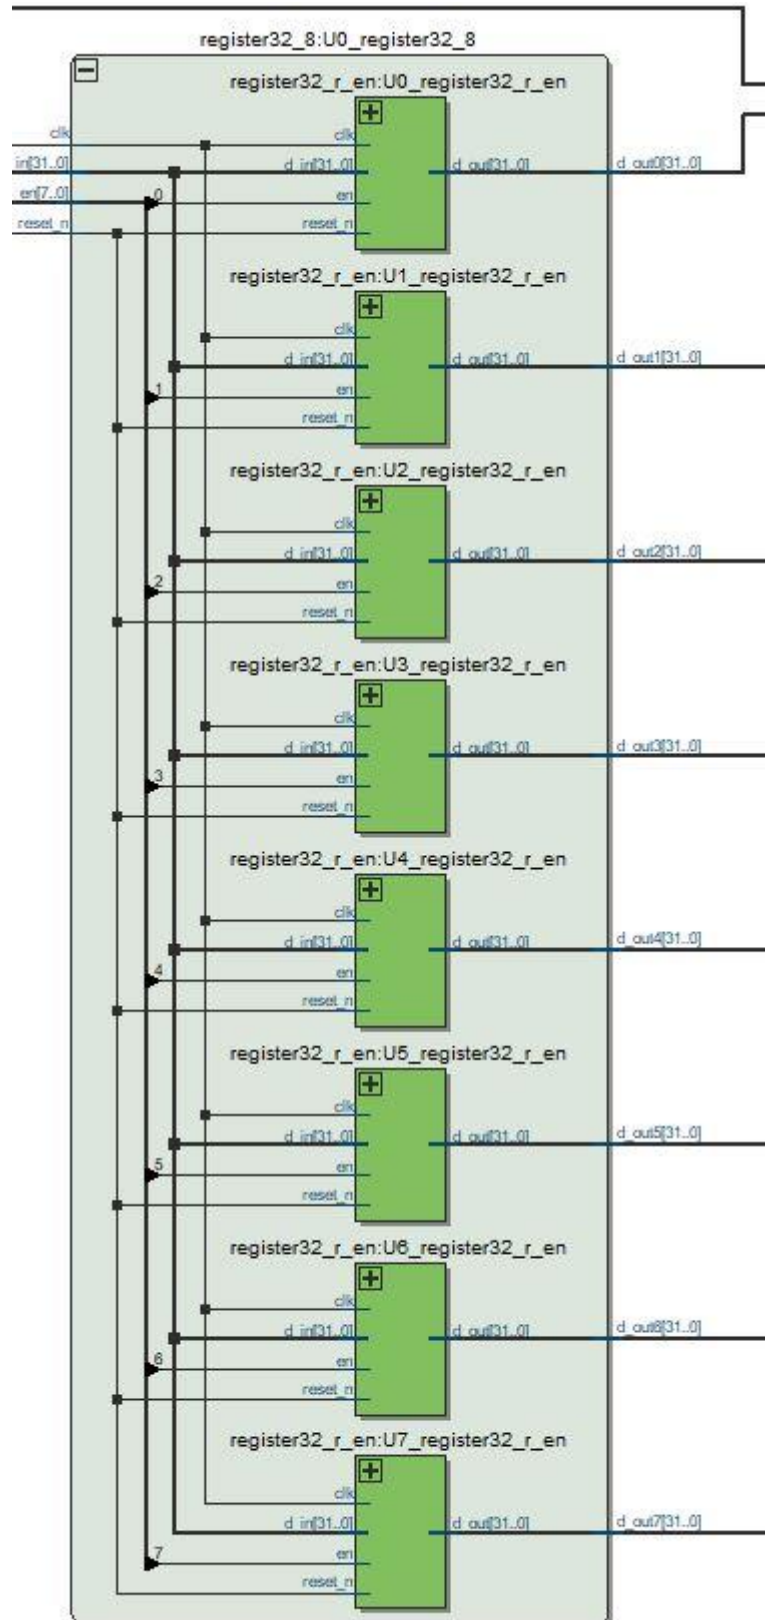 register32_8:U0_register32_8
register32_r_en:U0_register32_r_en
clk clk
in[31..0] d_in[31..0] d_out[31..0] d_out0[31..0]
en[7..0] 0 en
reset_n reset_n
register32_r_en:U1_register32_r_en
clk
d_in[31..0] d_out[31..0] d_out1[31..0]
1 en
reset_n
register32_r_en:U2_register32_r_en
clk
d_in[31..0] d_out[31..0] d_out2[31..0]
2 en
reset_n
register32_r_en:U3_register32_r_en
clk
d_in[31..0] d_out[31..0] d_out3[31..0]
3 en
reset_n
register32_r_en:U4_register32_r_en
clk
d_in[31..0] d_out[31..0] d_out4[31..0]
4 en
reset_n
register32_r_en:U5_register32_r_en
clk
d_in[31..0] d_out[31..0] d_out5[31..0]
5 en
reset_n
register32_r_en:U6_register32_r_en
clk
d_in[31..0] d_out[31..0] d_out6[31..0]
6 en
reset_n
register32_r_en:U7_register32_r_en
clk
d_in[31..0] d_out[31..0] d_out7[31..0]
7 en
reset_n